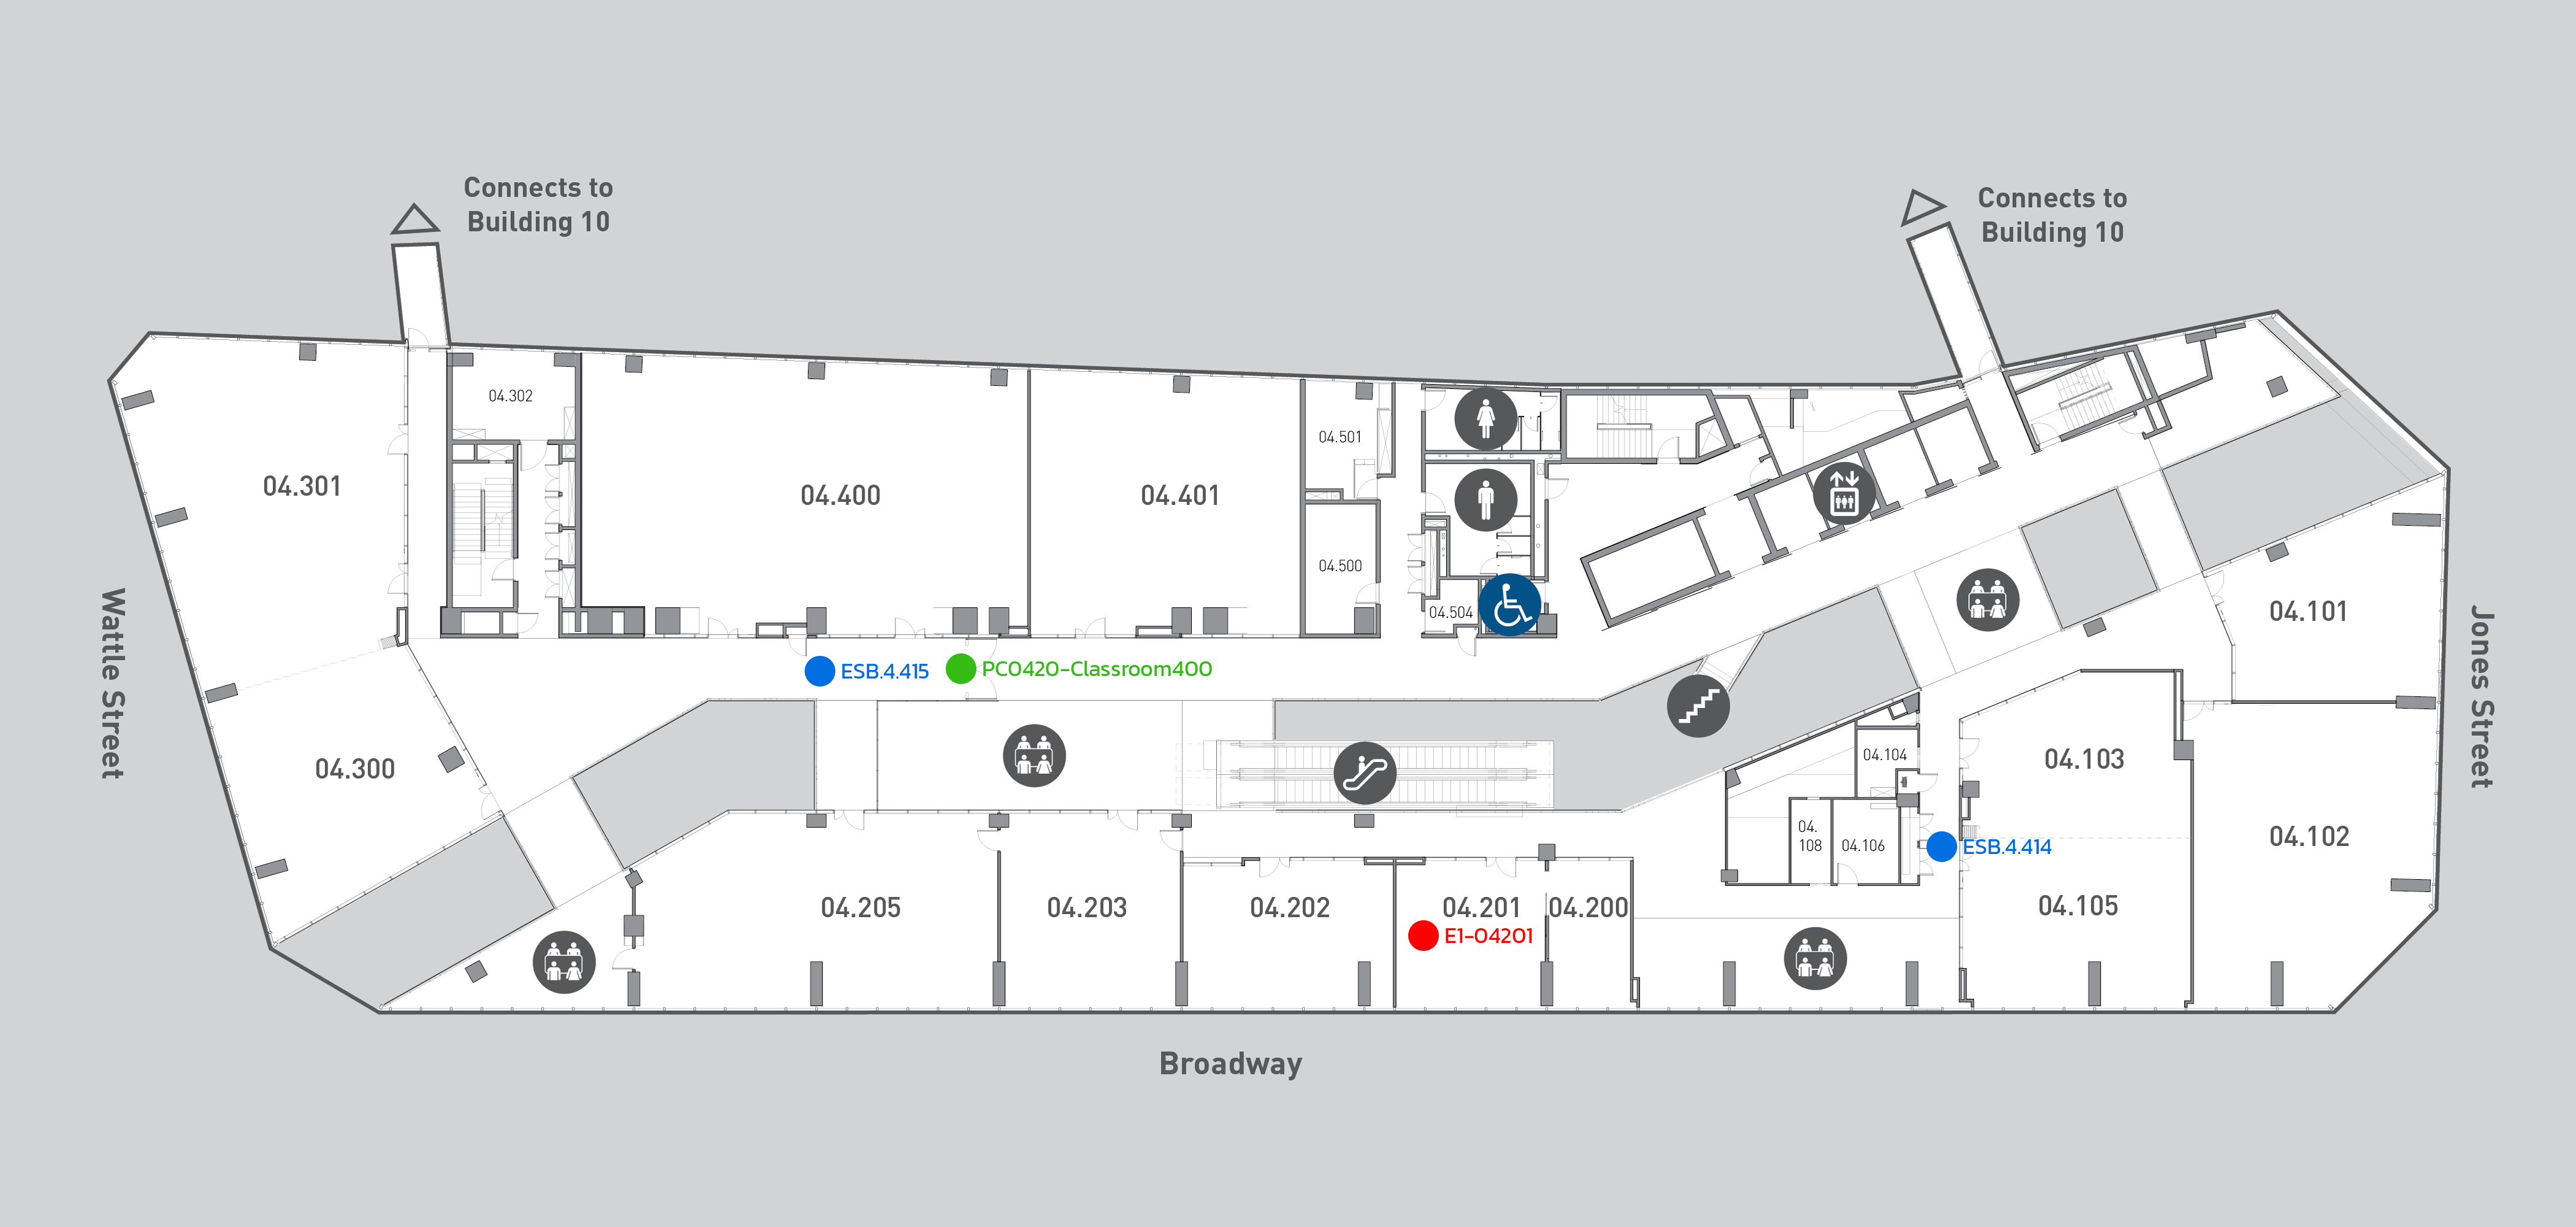 Connects to
Building 10
Connects to
Building 10
04.302
04.301
04.400
04.401
04.501
04.500
04.504
04.101
Wattle Street
Jones Street
ESB.4.415
PC0420-Classroom400
04.300
04.104
04.103
04.
108
04.106
ESB.4.414
04.102
04.205
04.203
04.202
04.201
04.200
04.105
E1-04201
Broadway